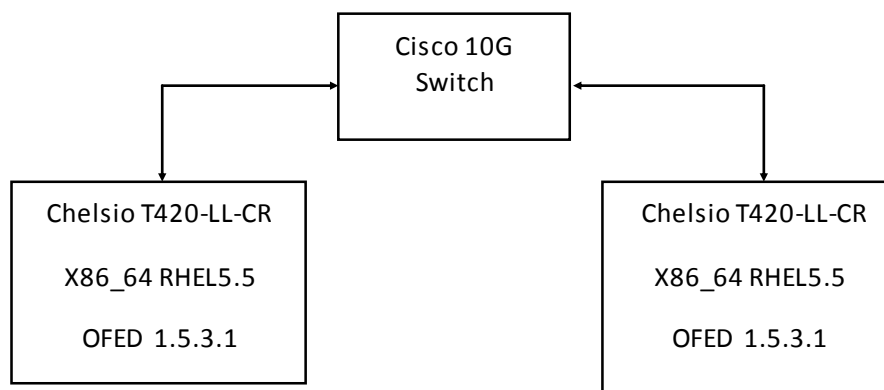 Cisco 10G
Switch
Chelsio T420-LL-CR
X86_64 RHEL5.5
OFED 1.5.3.1
Chelsio T420-LL-CR
X86_64 RHEL5.5
OFED 1.5.3.1